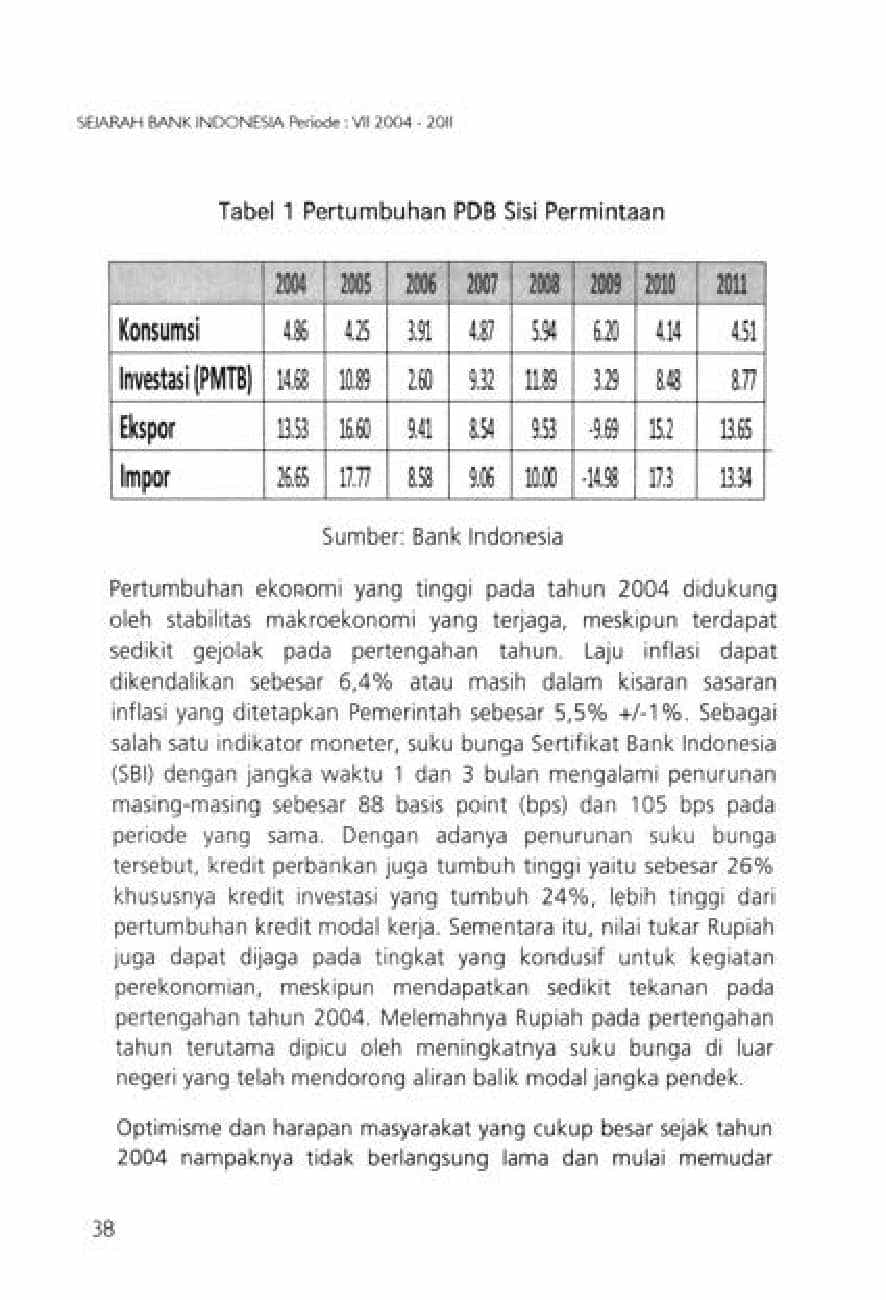 SEJARAH BANK INDONESIA Periode : VII 2004 - 2011
Tabel 1 Pertumbuhan PDB Sisi Permintaan
2004 2005 2006 2007 2008 2009 2010 2011
Konsumsi 4.86 4.25 3.91 4.87 5.94 6.20 4.14 4.51
Investasi (PMTB) 14.68 10.89 2.60 9.32 11.89 3.29 8.48 8.77
Ekspor 13.53 16.60 9.41 8.54 9.53 -9.69 15.2 13.65
Impor 26.65 17.77 8.58 9.06 10.00 -14.98 17.3 13.34
Sumber: Bank Indonesia
Pertumbuhan ekonomi yang tinggi pada tahun 2004 didukung
oleh stabilitas makroekonomi yang terjaga, meskipun terdapat
sedikit gejolak pada pertengahan tahun. Laju inflasi dapat
dikendalikan sebesar 6,4% atau masih dalam kisaran sasaran
inflasi yang ditetapkan Pemerintah sebesar 5,5% +/-1%. Sebagai
salah satu indikator moneter, suku bunga Sertifikat Bank Indonesia
(SBI) dengan jangka waktu 1 dan 3 bulan mengalami penurunan
masing-masing sebesar 88 basis point (bps) dan 105 bps pada
periode yang sama. Dengan adanya penurunan suku bunga
tersebut, kredit perbankan juga tumbuh tinggi yaitu sebesar 26%
khususnya kredit investasi yang tumbuh 24%, lebih tinggi dari
pertumbuhan kredit modal kerja. Sementara itu, nilai tukar Rupiah
juga dapat dijaga pada tingkat yang kondusif untuk kegiatan
perekonomian, meskipun mendapatkan sedikit tekanan pada
pertengahan tahun 2004. Melemahnya Rupiah pada pertengahan
tahun terutama dipicu oleh meningkatnya suku bunga di luar
negeri yang telah mendorong aliran balik modal jangka pendek.
Optimisme dan harapan masyarakat yang cukup besar sejak tahun
2004 nampaknya tidak berlangsung lama dan mulai memudar
38